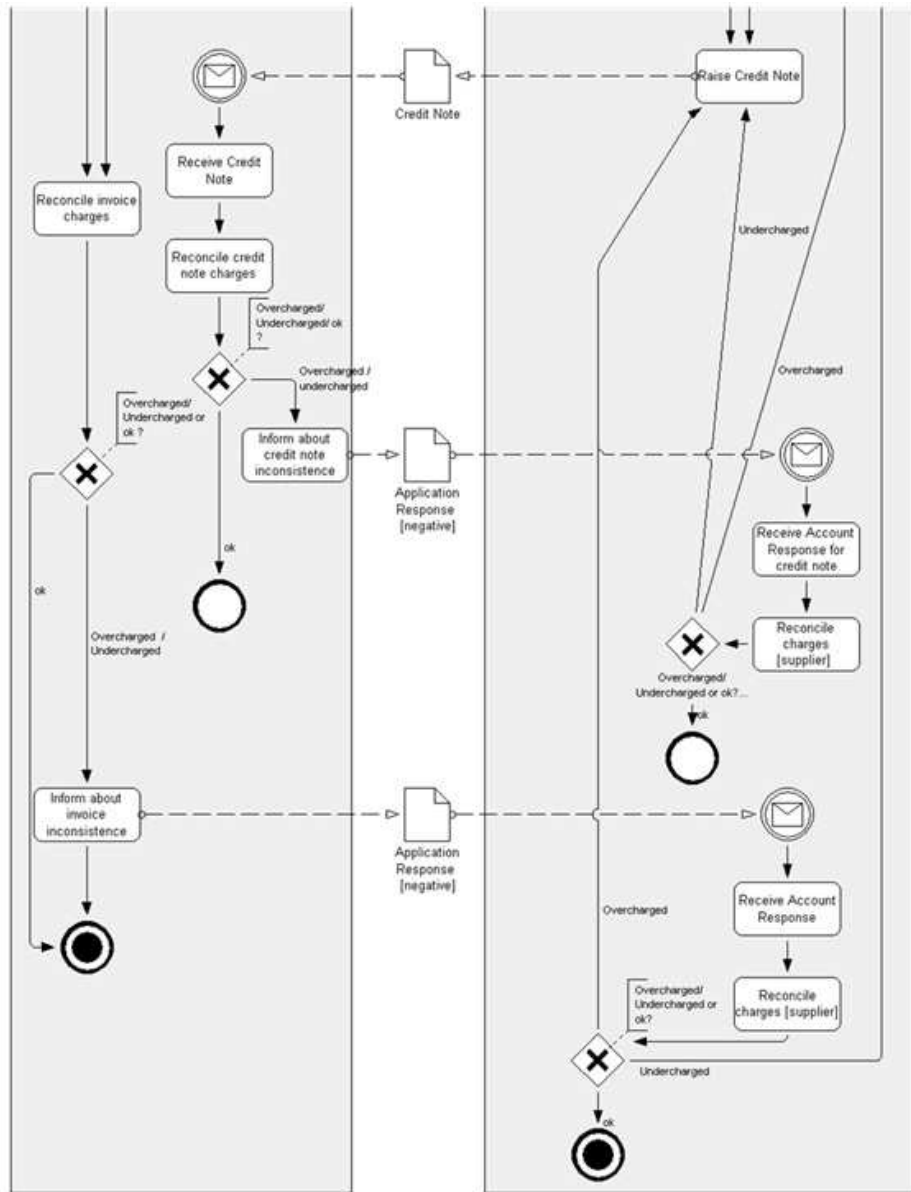 Raise Credit Note
Credit Note
Receive Credit
Note
Reconcile invoice
charges
Undercharged
Reconcile credit
note charges
Overcharged/
Undercharged/ ok
?
Overcharged /
undercharged
Overcharged
Overcharged/
Undercharged or
ok ?
Inform about
credit note
inconsistence
Application
Response
[negative]
Receive Account
Response for
credit note
ok
ok
Overcharged /
Undercharged
Reconcile
charges
[supplier]
Overcharged/
Undercharged or ok?...
ok
Inform about
invoice
inconsistence
Application
Response
[negative]
Receive Account
Response
Overcharged
Overcharged/
Undercharged or
ok?
Reconcile
charges [supplier]
Undercharged
ok